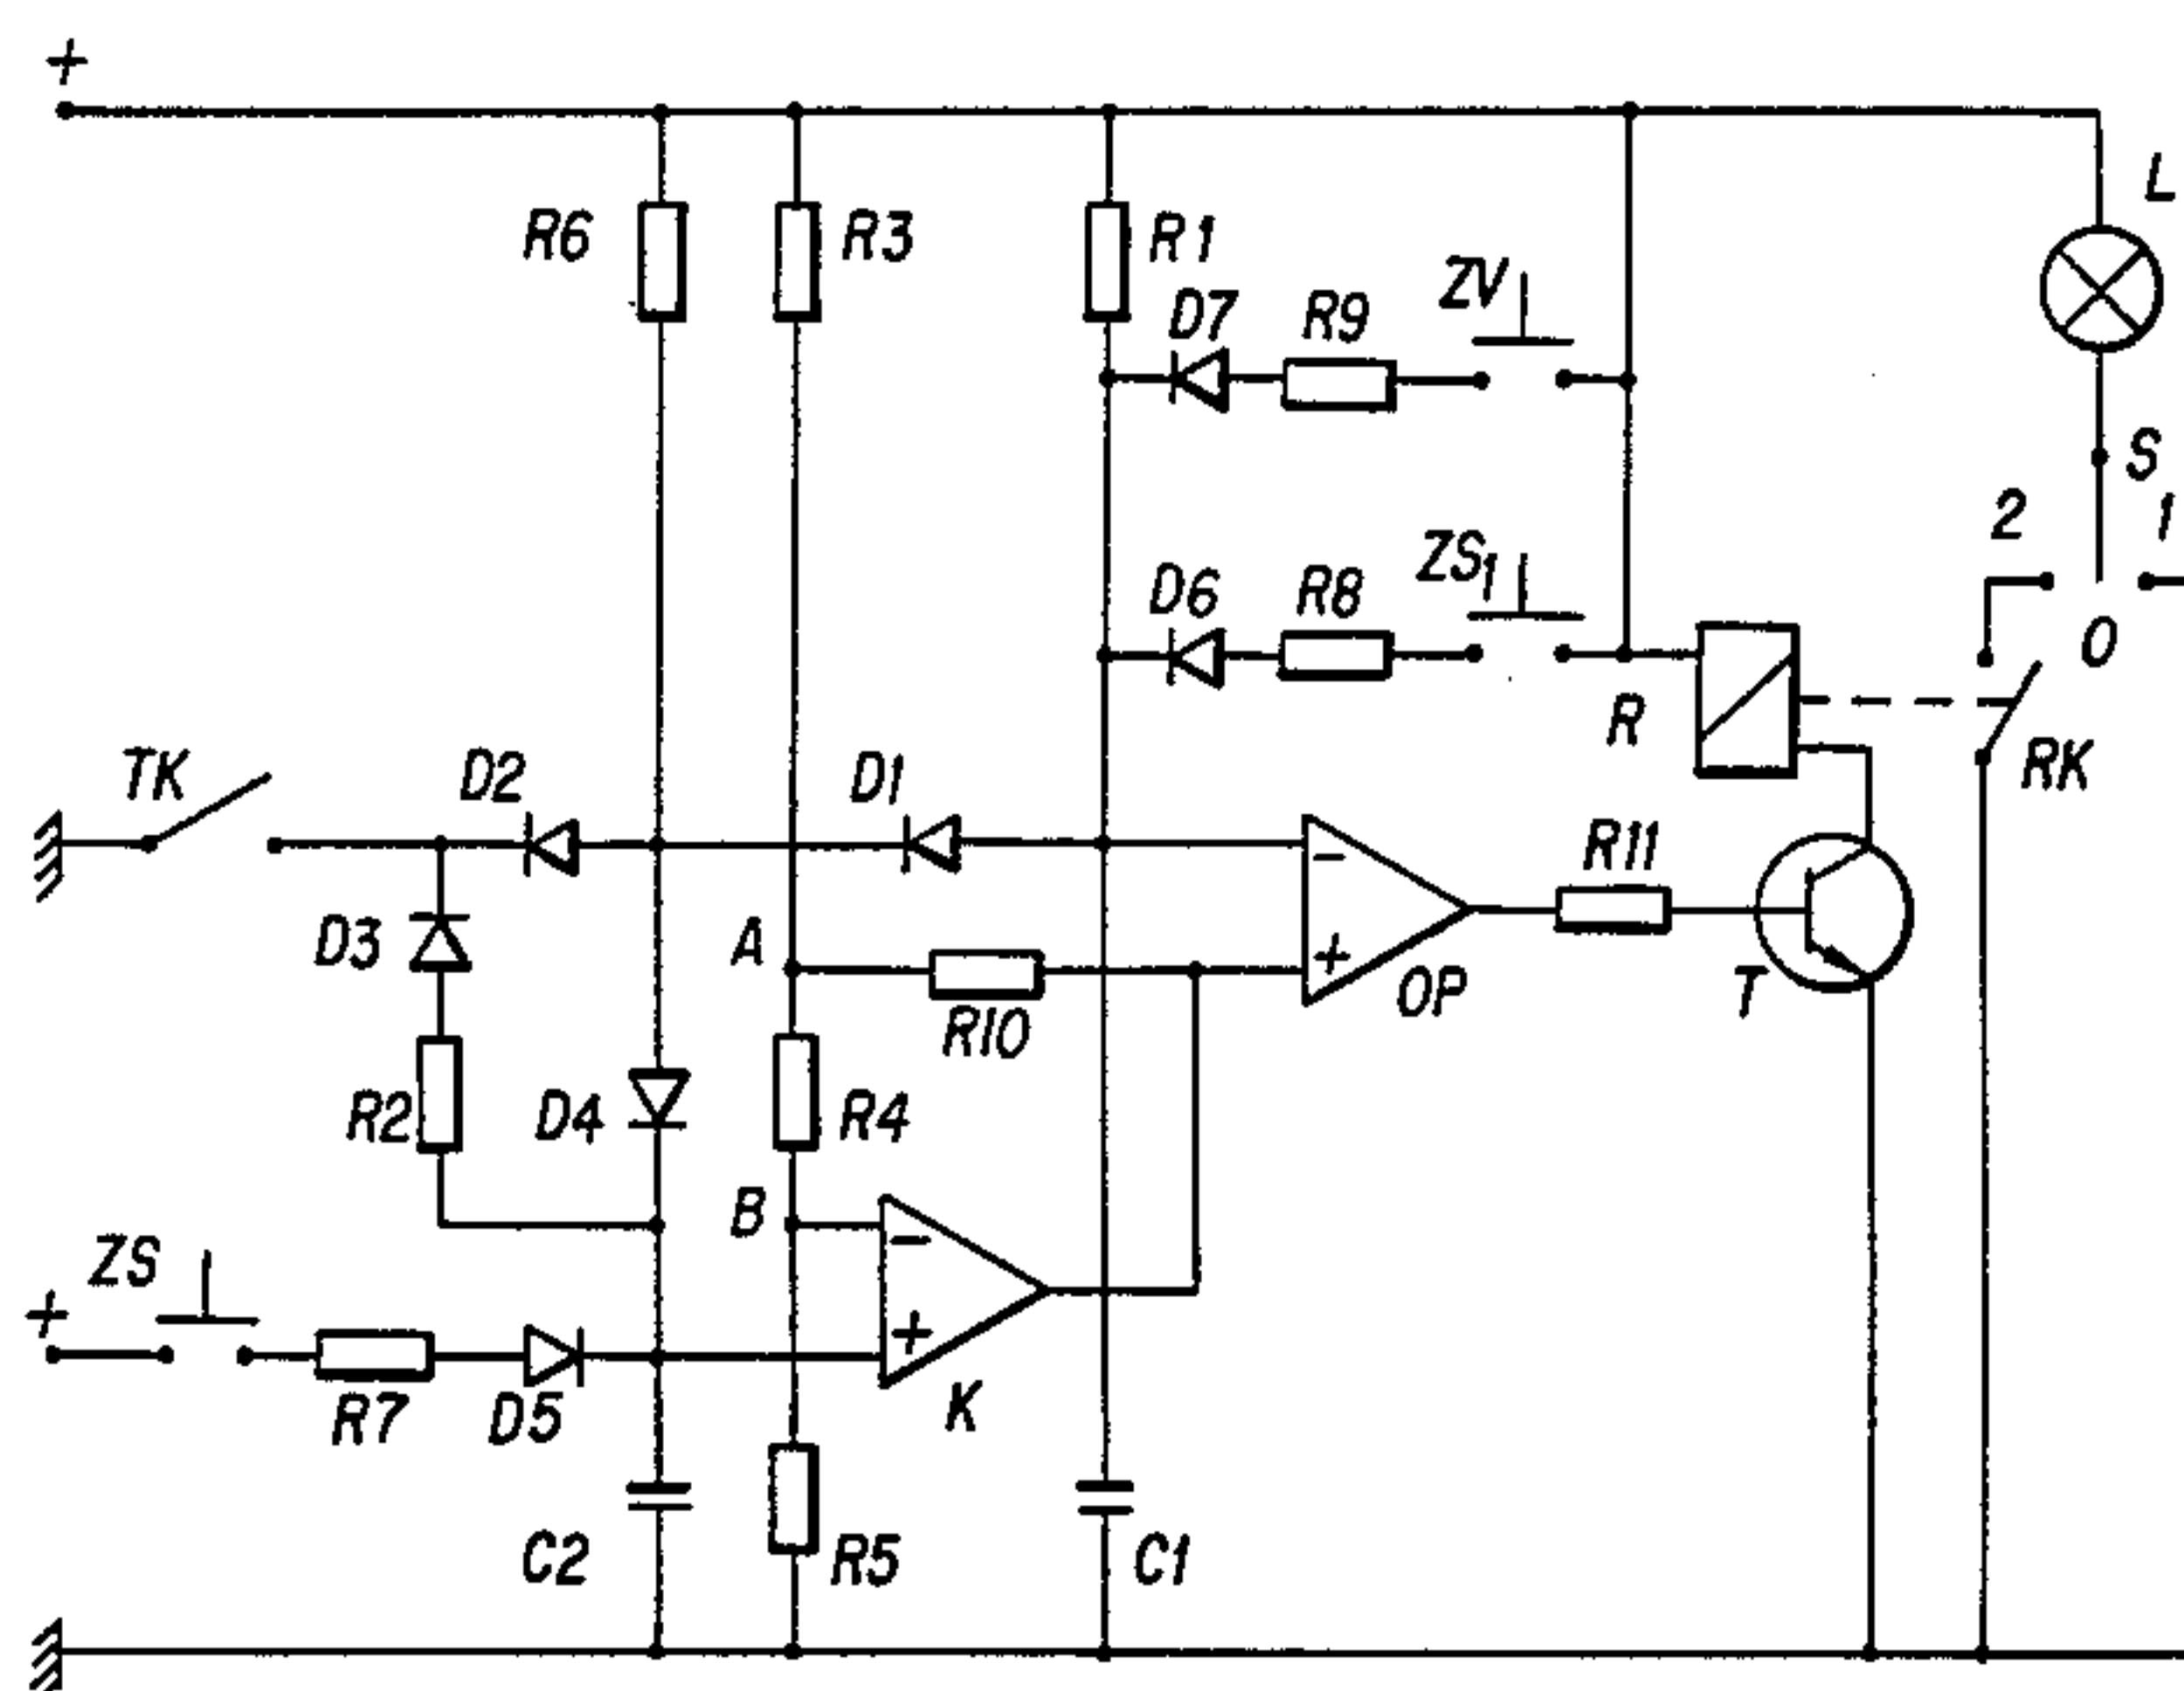 +
L
R6
R3
R1
ZV
D7
R9
S
2
1
ZS1
D6
R8
O
R
RK
TK
D2
D1
R11
D3
A
-
+
OP
T
R10
R2
D4
R4
B
-
ZS
+
+
K
R7
D5
C2
R5
C1